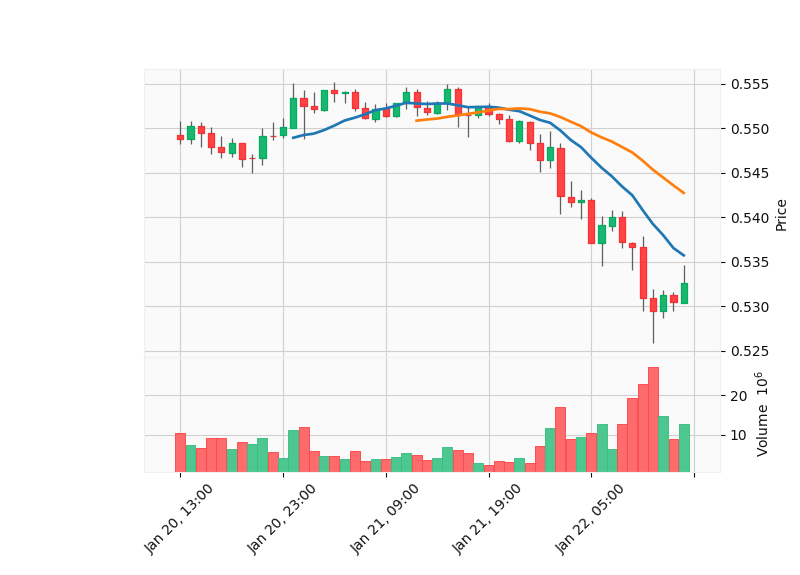 0.555
0.550
0.545
0.540
0.535
0.530
0.525
Price
20
10
Volume 10⁶
Jan 20, 13:00
Jan 20, 23:00
Jan 21, 09:00
Jan 21, 19:00
Jan 22, 05:00